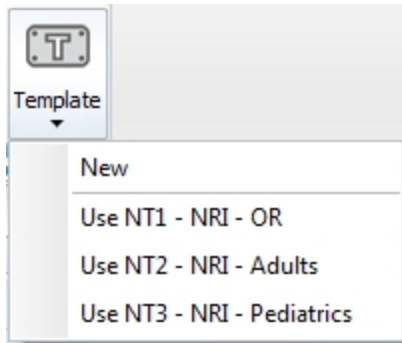 T
Template
New
Use NT1 - NRI - OR
Use NT2 - NRI - Adults
Use NT3 - NRI - Pediatrics